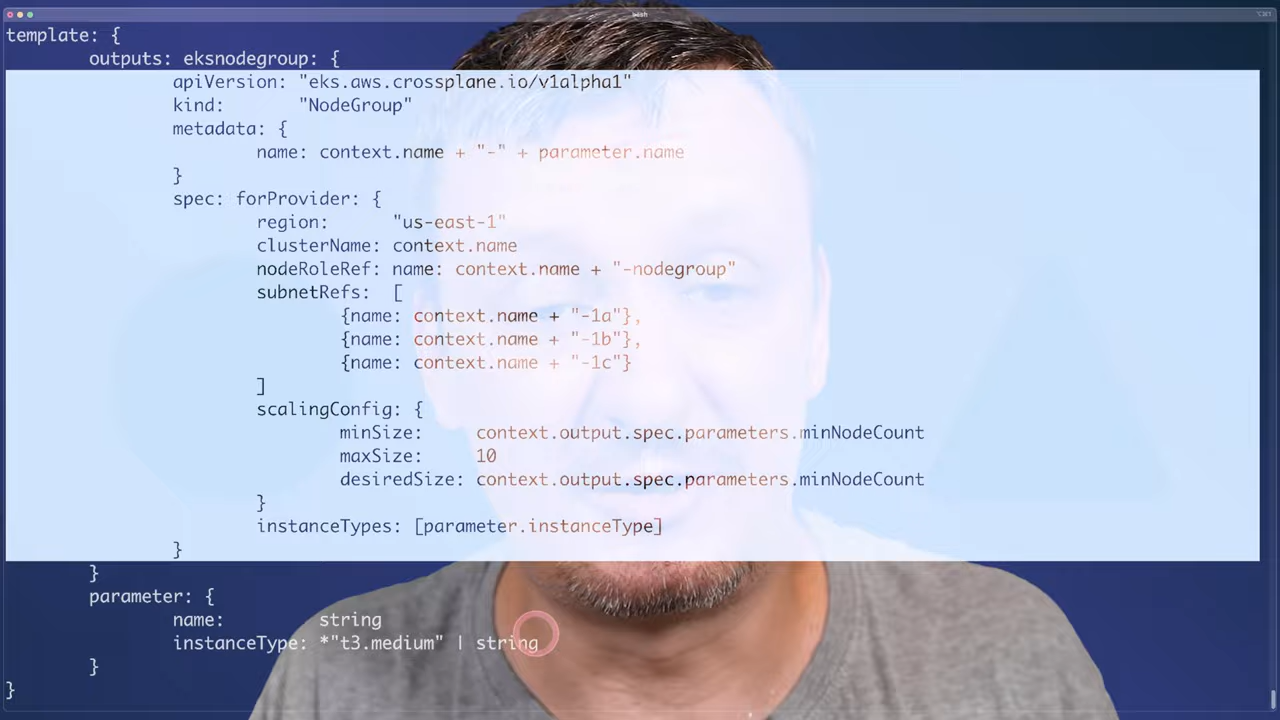 bash
template: {
outputs: eksnodegroup: {
apiVersion: "eks.aws.crossplane.io/v1alpha1"
kind: "NodeGroup"
metadata: {
name: context.name + "-" + parameter.name
}
spec: forProvider: {
region: "us-east-1"
clusterName: context.name
nodeRoleRef: name: context.name + "-nodegroup"
subnetRefs: [
{name: context.name + "-1a"},
{name: context.name + "-1b"},
{name: context.name + "-1c"}
]
scalingConfig: {
minSize: context.output.spec.parameters.minNodeCount
maxSize: 10
desiredSize: context.output.spec.parameters.minNodeCount
}
instanceTypes: [parameter.instanceType]
}
}
parameter: {
name: string
instanceType: *"t3.medium" | string
}
}